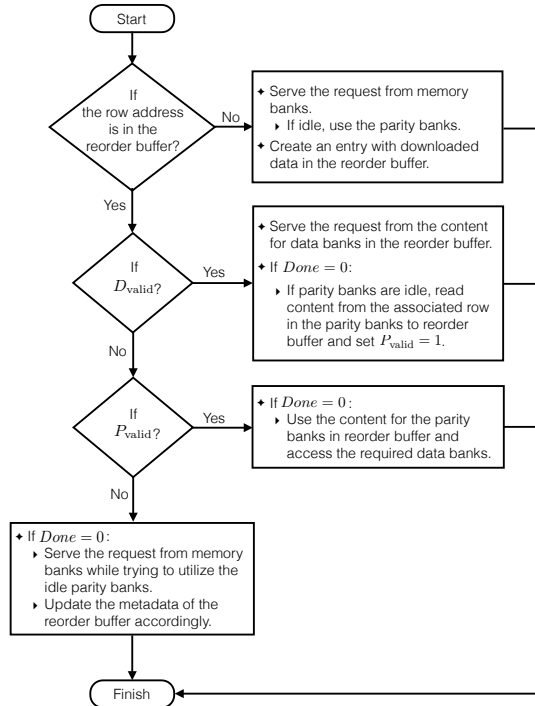 Start
If
the row address
is in the
reorder buffer?
No
✦ Serve the request from memory
banks.
‣ If idle, use the parity banks.
✦ Create an entry with downloaded
data in the reorder buffer.
Yes
If
D_valid?
Yes
✦ Serve the request from the content
for data banks in the reorder buffer.
✦ If Done = 0:
‣ If parity banks are idle, read
content from the associated row
in the parity banks to reorder
buffer and set P_valid = 1.
No
If
P_valid?
Yes
✦ If Done = 0:
‣ Use the content for the parity
banks in reorder buffer and
access the required data banks.
No
✦ If Done = 0:
‣ Serve the request from memory
banks while trying to utilize the
idle parity banks.
‣ Update the metadada of the
reorder buffer accordingly.
Finish